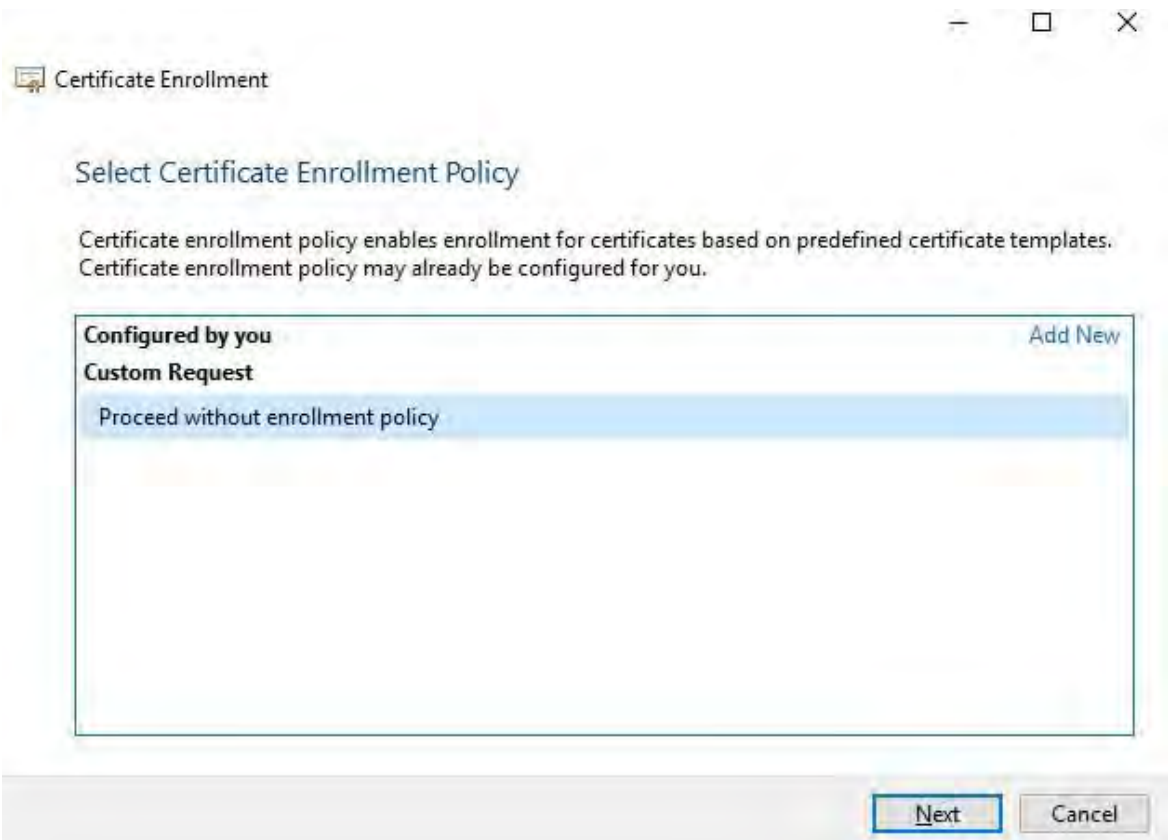 Certificate Enrollment
Select Certificate Enrollment Policy
Certificate enrollment policy enables enrollment for certificates based on predefined certificate templates.
Certificate enrollment policy may already be configured for you.
Configured by you Add New
Custom Request
Proceed without enrollment policy
Next Cancel